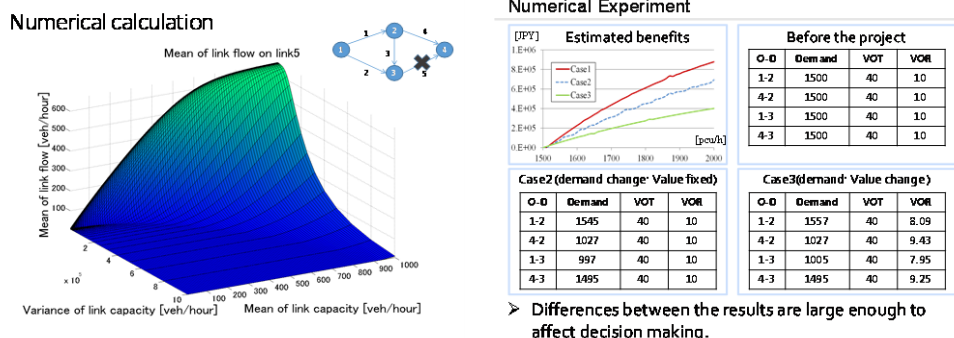 Numerical calculation
Mean of link flow on link5
1
2
3
4
1
2
3
4
5
Mean of link flow [veh/hour]
600
500
400
300
200
100
2
4
6
8
10
x 10⁵
100 200 300 400 500 600 700 800 900 1000
Variance of link capacity [veh/hour]
Mean of link capacity [veh/hour]
Numerical Experiment
[JPY] Estimated benefits
1.E+06
8.E+05
6.E+05
4.E+05
2.E+05
0.E+00
Case1
Case2
Case3
[pcu/h]
1500 1600 1700 1800 1900 2000
Before the project
O-D Demand VOT VOR
1-2 1500 40 10
4-2 1500 40 10
1-3 1500 40 10
4-3 1500 40 10
Case2 (demand change· Value fixed)
O-D Demand VOT VOR
1-2 1545 40 10
4-2 1027 40 10
1-3 997 40 10
4-3 1495 40 10
Case3(demand· Value change)
O-D Demand VOT VOR
1-2 1557 40 8.09
4-2 1027 40 9.43
1-3 1005 40 7.95
4-3 1495 40 9.25
➢ Differences between the results are large enough to
affect decision making.